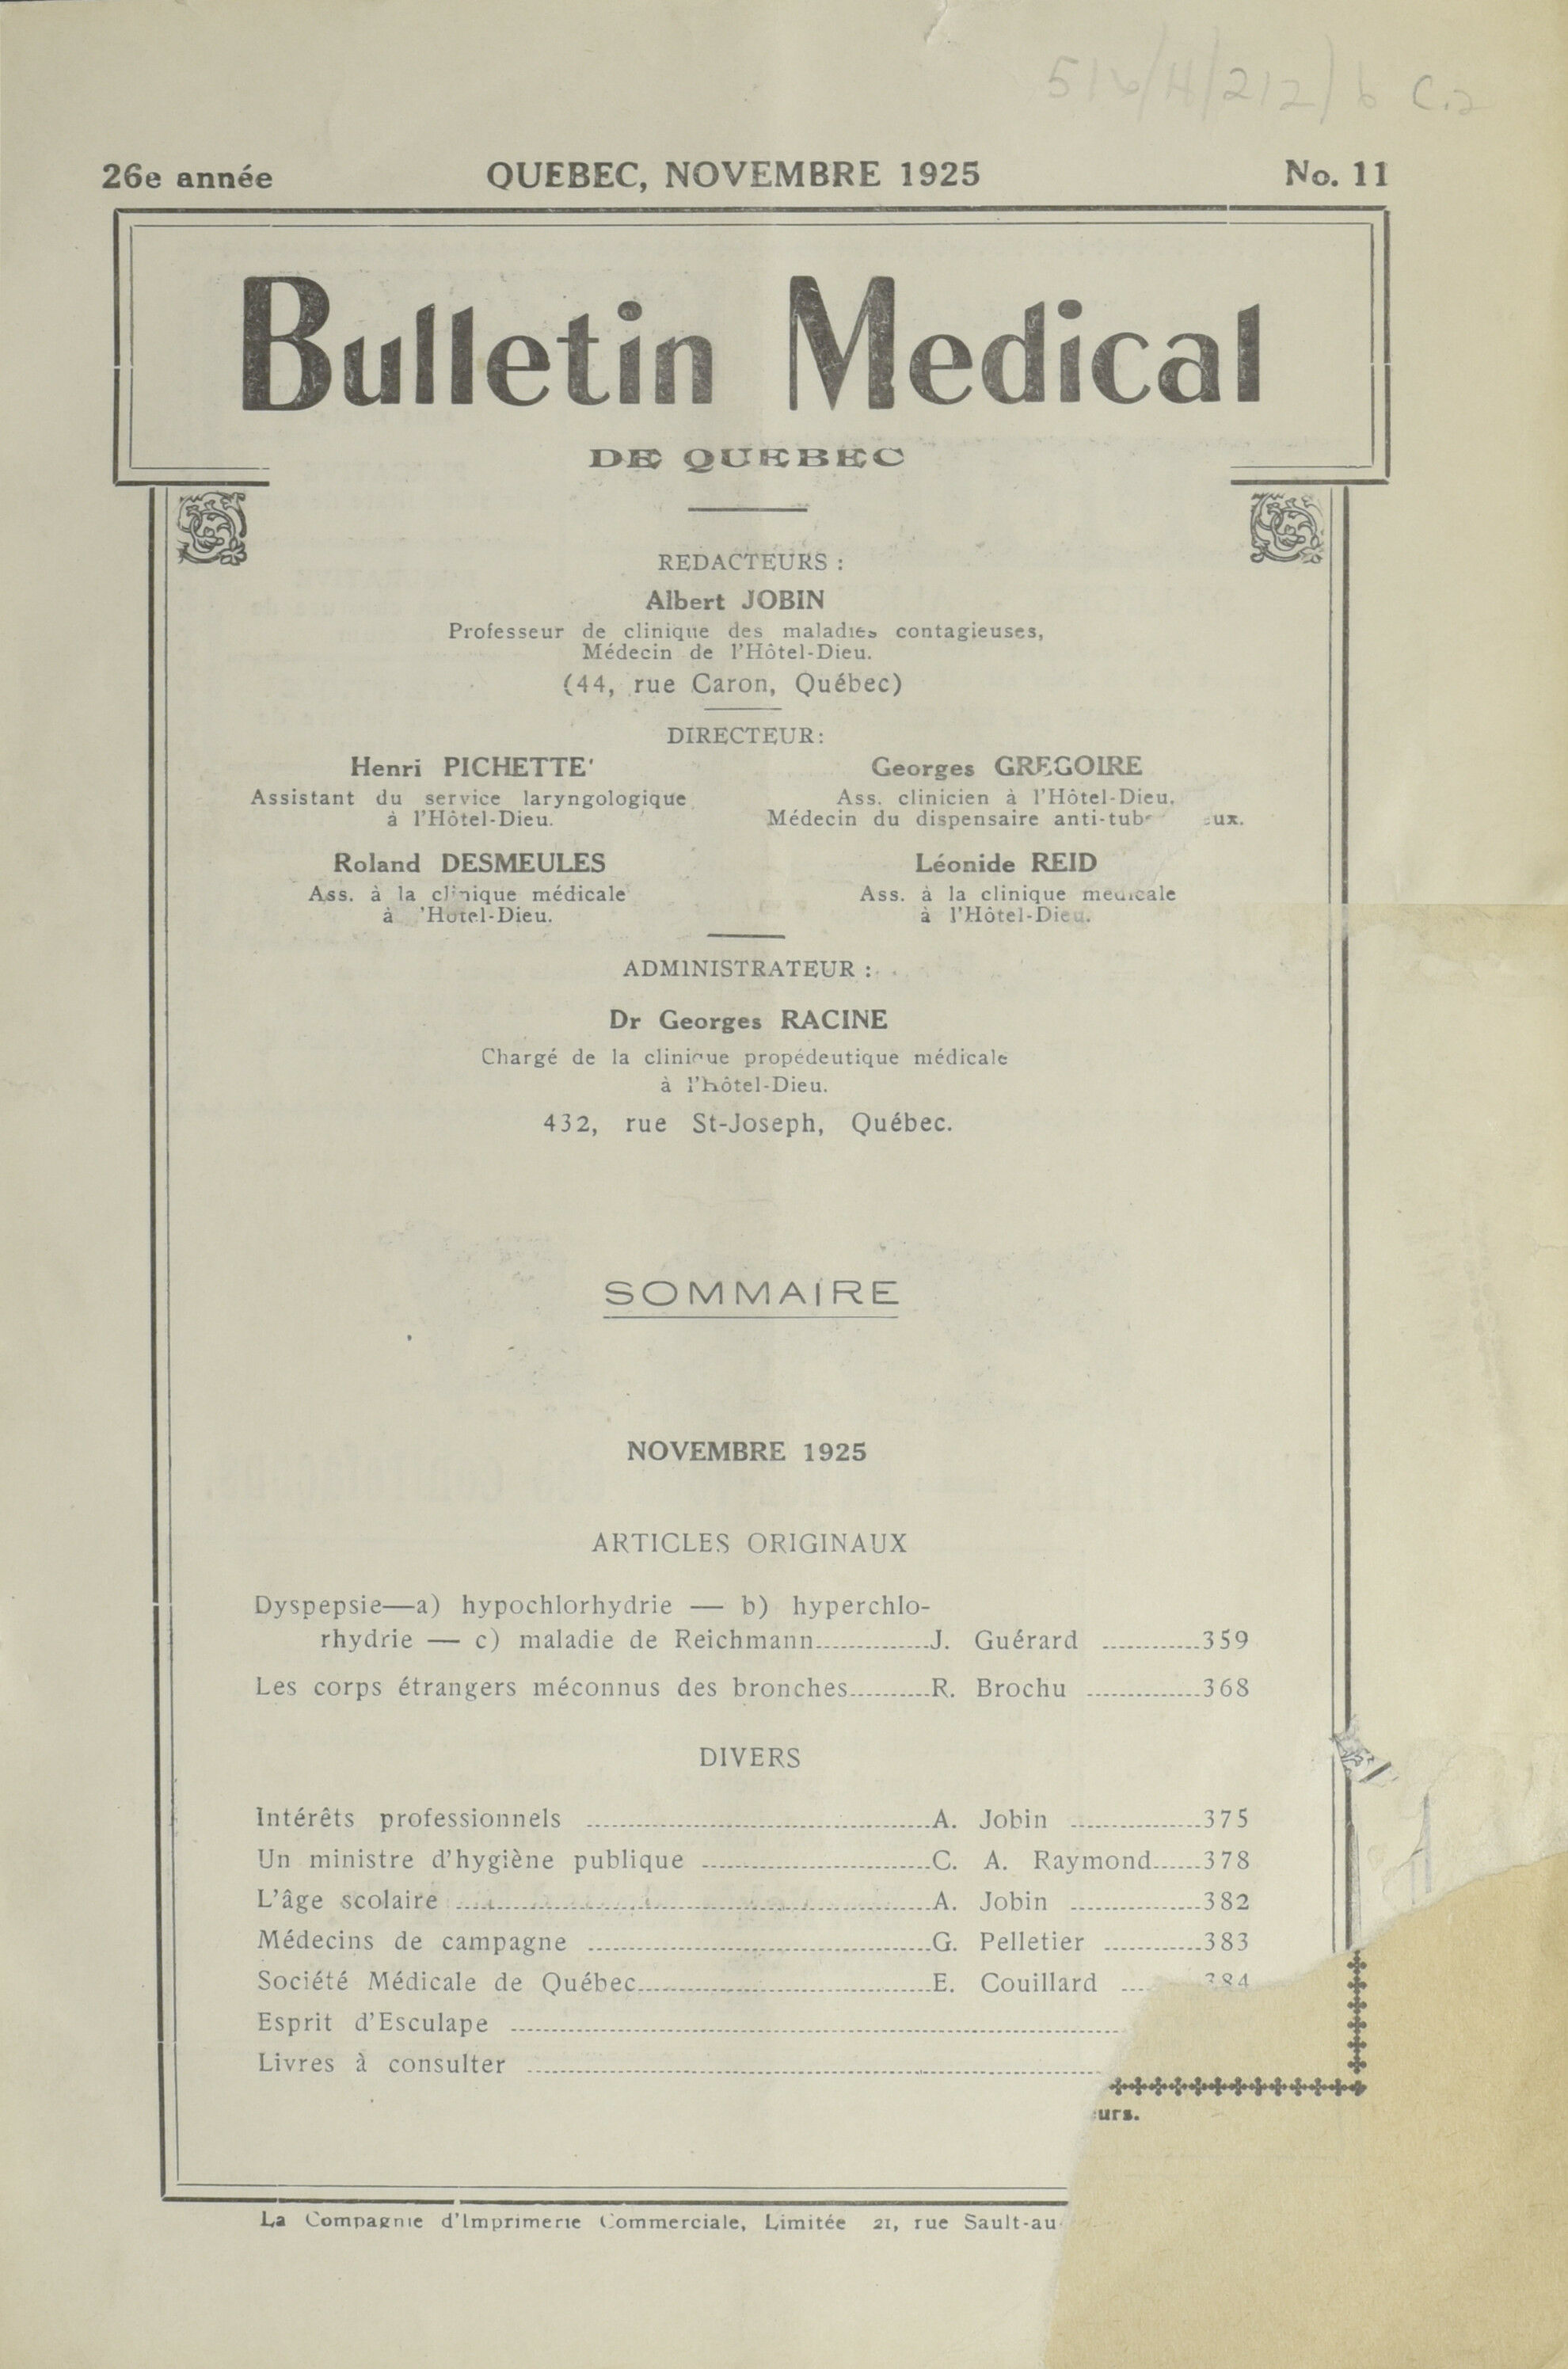 516/H/212/b C.2
26e année QUEBEC, NOVEMBRE 1925 No. 11
Bulletin Medical
DE QUEBEC
REDACTEURS :
Albert JOBIN
Professeur de clinique des maladies contagieuses,
Médecin de l'Hôtel-Dieu.
(44, rue Caron, Québec)
DIRECTEUR:
Henri PICHETTE Georges GREGOIRE
Assistant du service laryngologique Ass. clinicien à l'Hôtel-Dieu,
à l'Hôtel-Dieu. Médecin du dispensaire
Roland DESMEULES Léonide REID
Ass. à la clinique médicale Ass. à la clinique médicale
à 'Hotel-Dieu. à l'Hôtel-Dieu.
ADMINISTRATEUR :
Dr Georges RACINE
Chargé de la clinique propédeutique médicale
à l'hôtel-Dieu.
432, rue St-Joseph, Québec.
SOMMAIRE
NOVEMBRE 1925
ARTICLES ORIGINAUX
Dyspepsie—a) hypochlorhydrie — b) hyperchlo-
rhydrie — c) maladie de Reichmann J. Guérard 359
Les corps étrangers méconnus des bronches R. Brochu 368
DIVERS
Intérêts professionnels A. Jobin 375
Un ministre d'hygiène publique C. A. Raymond 378
L'âge scolaire A. Jobin 382
Médecins de campagne G. Pelletier 383
Société Médicale de Québec E. Couillard 384
Esprit d'Esculape
Livres à consulter
urs.
La Compagnie d'Imprimerie Commerciale, Limitée 21, rue Sault-au